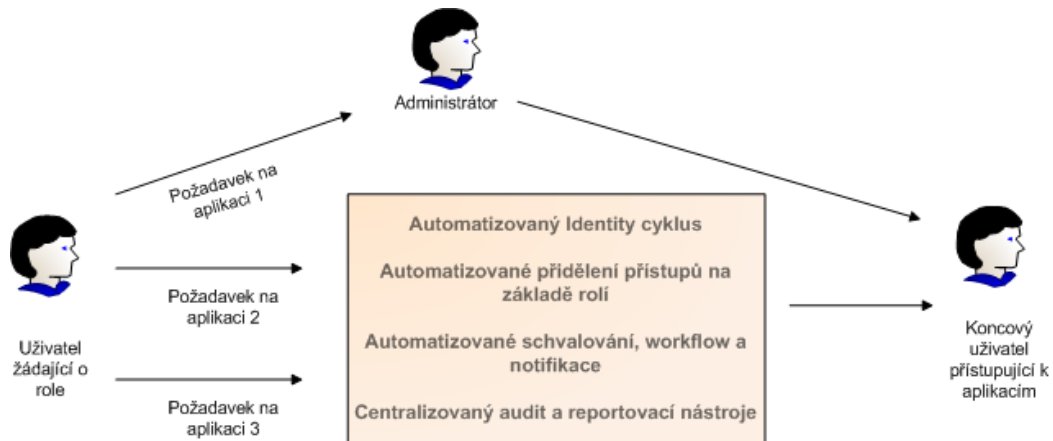 Administrátor
Požadavek na
aplikaci 1
Automatizovaný Identity cyklus
Automatizované přidělení přístupů na
základě rolí
Automatizované schvalování, workflow a
notifikace
Centralizovaný audit a reportovací nástroje
Požadavek na
aplikaci 2
Požadavek na
aplikaci 3
Uživatel
žádající o
role
Koncový
uživatel
přístupující k
aplikacím